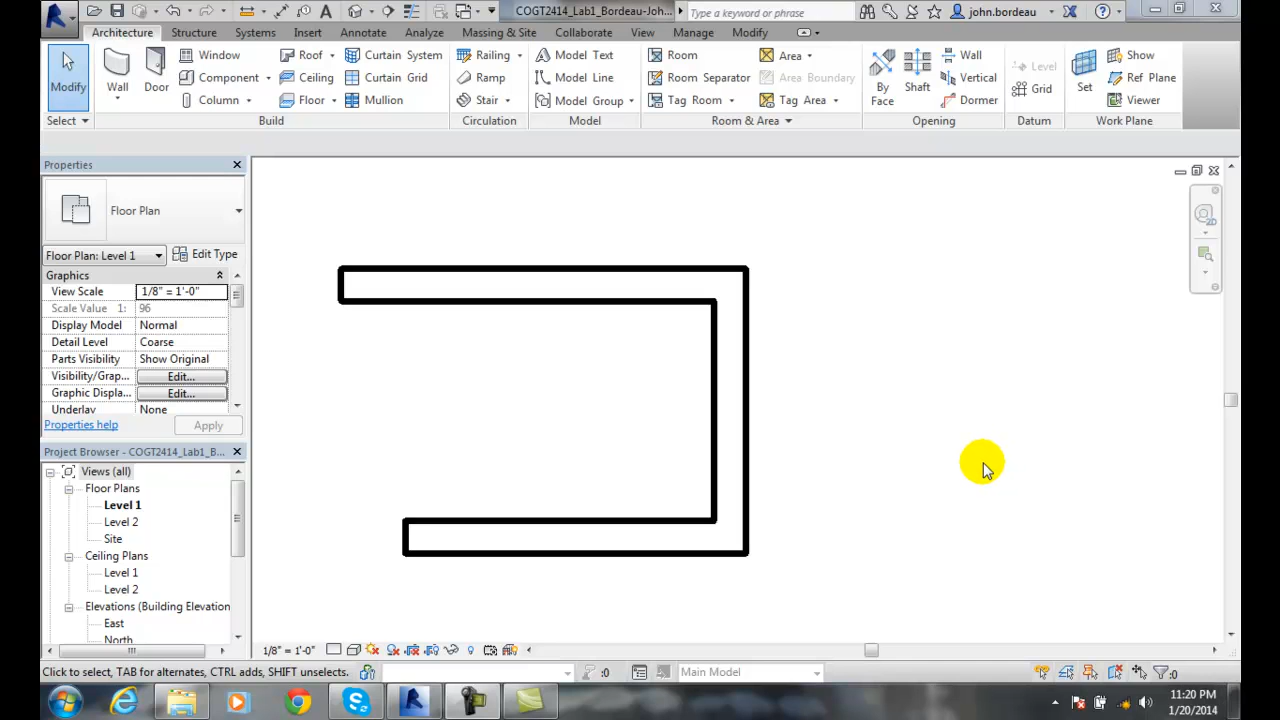 COGT2414_Lab1_Bordeau-Joh... Type a keyword or phrase john.bordeau
Architecture Structure Systems Insert Annotate Analyze Massing & Site Collaborate View Manage Modify
Modify Wall Door Window Component Column Roof Ceiling Floor Curtain System Curtain Grid Mullion
Railing Ramp Stair Model Text Model Line Model Group
Room Room Separator Tag Room Area Area Boundary Tag Area
By Face Shaft Wall Vertical Dormer Level Grid Set Show Ref Plane Viewer
Select Build Circulation Model Room & Area Opening Datum Work Plane
Properties
Floor Plan
Floor Plan: Level 1 Edit Type
Graphics
View Scale 1/8" = 1'-0"
Scale Value 1: 96
Display Model Normal
Detail Level Coarse
Parts Visibility Show Original
Visibility/Grap... Edit...
Graphic Displa... Edit...
Underlay None
Properties help Apply
Project Browser - COGT2414_Lab1_B...
Views (all)
Floor Plans
Level 1
Level 2
Site
Ceiling Plans
Level 1
Level 2
Elevations (Building Elevation
East
North
2D
1/8" = 1'-0"
Click to select, TAB for alternates, CTRL adds, SHIFT unselects. :0 Main Model :0
11:20 PM
1/20/2014